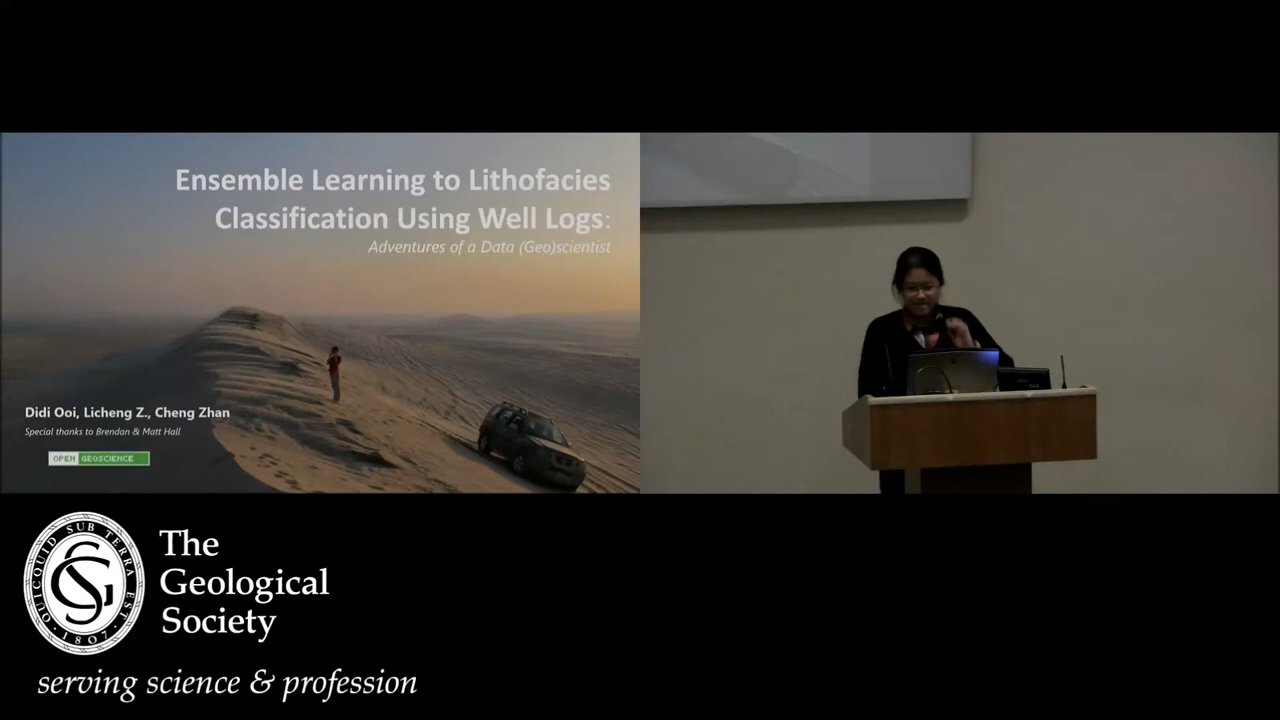 Ensemble Learning to Lithofacies
Classification Using Well Logs:
Adventures of a Data (Geo)scientist
Didi Ooi, Licheng Z., Cheng Zhan
Special thanks to Brendan & Matt Hall
OPEN GEOSCIENCE
QUICQUID SUB TERRA EST
1807
The
Geological
Society
serving science & profession